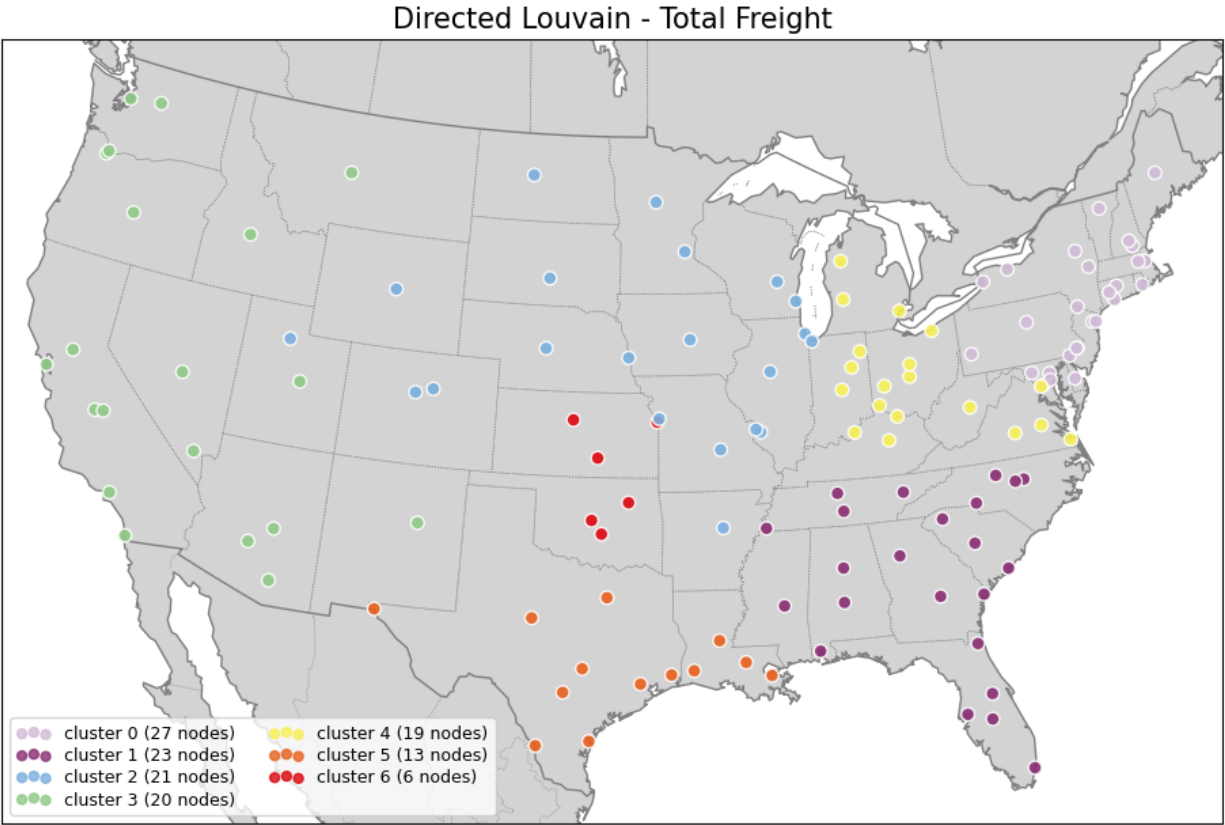 Directed Louvain - Total Freight
cluster 0 (27 nodes)
cluster 1 (23 nodes)
cluster 2 (21 nodes)
cluster 3 (20 nodes)
cluster 4 (19 nodes)
cluster 5 (13 nodes)
cluster 6 (6 nodes)